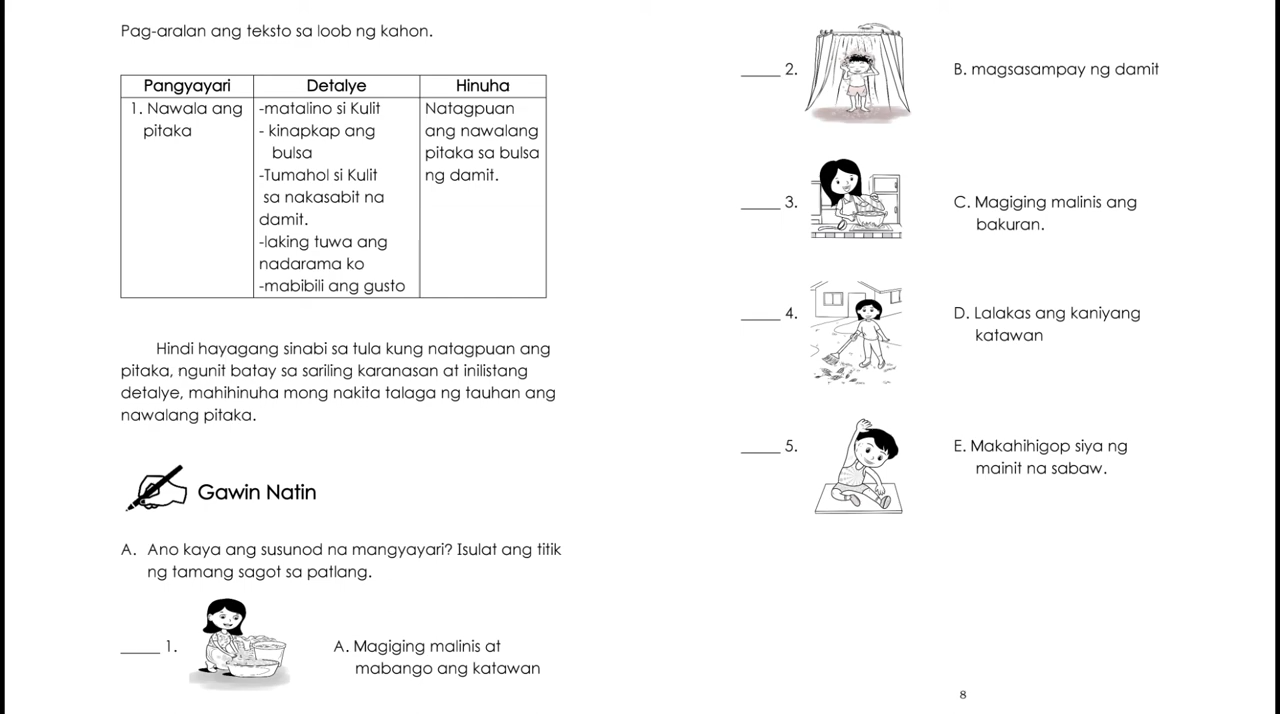 Pag-aralan ang teksto sa loob ng kahon.
Pangyayari Detalye Hinuha
1. Nawala ang
pitaka
-matalino si Kulit
- kinapkap ang
bulsa
-Tumahol si Kulit
sa nakasabit na
damit.
-laking tuwa ang
nadarama ko
-mabibili ang gusto
Natagpuan
ang nawalang
pitaka sa bulsa
ng damit.
Hindi hayagang sinabi sa tula kung natagpuan ang
pitaka, ngunit batay sa sariling karanasan at inilistang
detalye, mahihinuha mong nakita talaga ng tauhan ang
nawalang pitaka.
Gawin Natin
A. Ano kaya ang susunod na mangyayari? Isulat ang titik
ng tamang sagot sa patlang.
_____ 1. A. Magiging malinis at
mabango ang katawan
_____ 2. B. magsasampay ng damit
_____ 3. C. Magiging malinis ang
bakuran.
_____ 4. D. Lalakas ang kaniyang
katawan
_____ 5. E. Makahihigop siya ng
mainit na sabaw.
8